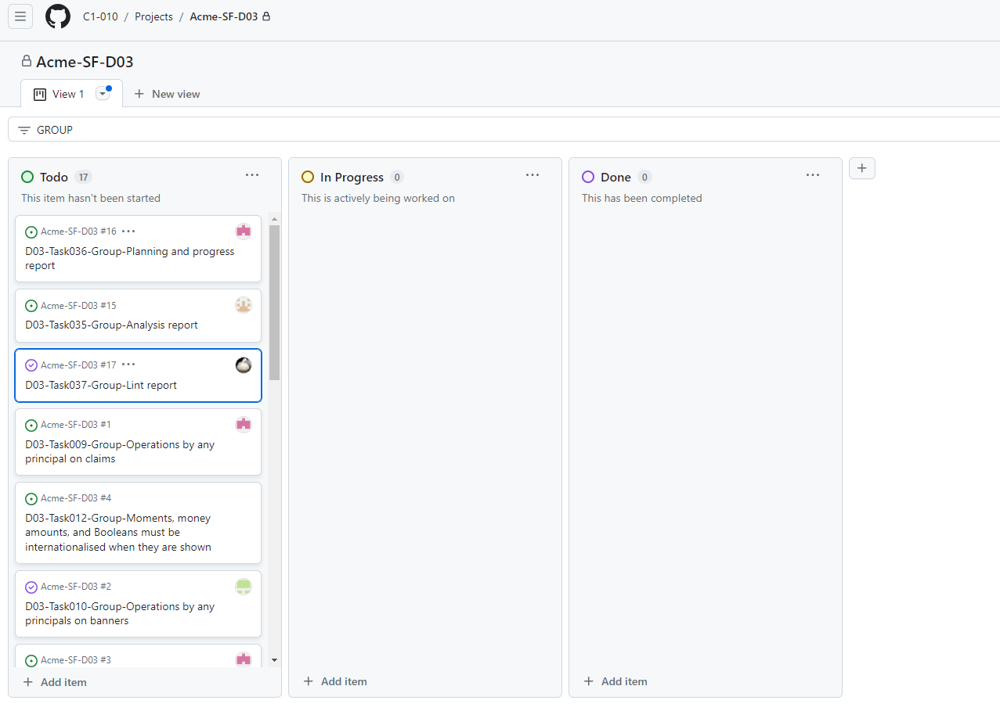 C1-010 / Projects / Acme-SF-D03
Acme-SF-D03
View 1
New view
GROUP
Todo 17
This item hasn't been started
Acme-SF-D03 #16
D03-Task036-Group-Planning and progress
report
Acme-SF-D03 #15
D03-Task035-Group-Analysis report
Acme-SF-D03 #17
D03-Task037-Group-Lint report
Acme-SF-D03 #1
D03-Task009-Group-Operations by any
principal on claims
Acme-SF-D03 #4
D03-Task012-Group-Moments, money
amounts, and Booleans must be
internationalised when they are shown
Acme-SF-D03 #2
D03-Task010-Group-Operations by any
principals on banners
Acme-SF-D03 #3
Add item
In Progress 0
This is actively being worked on
Add item
Done 0
This has been completed
Add item